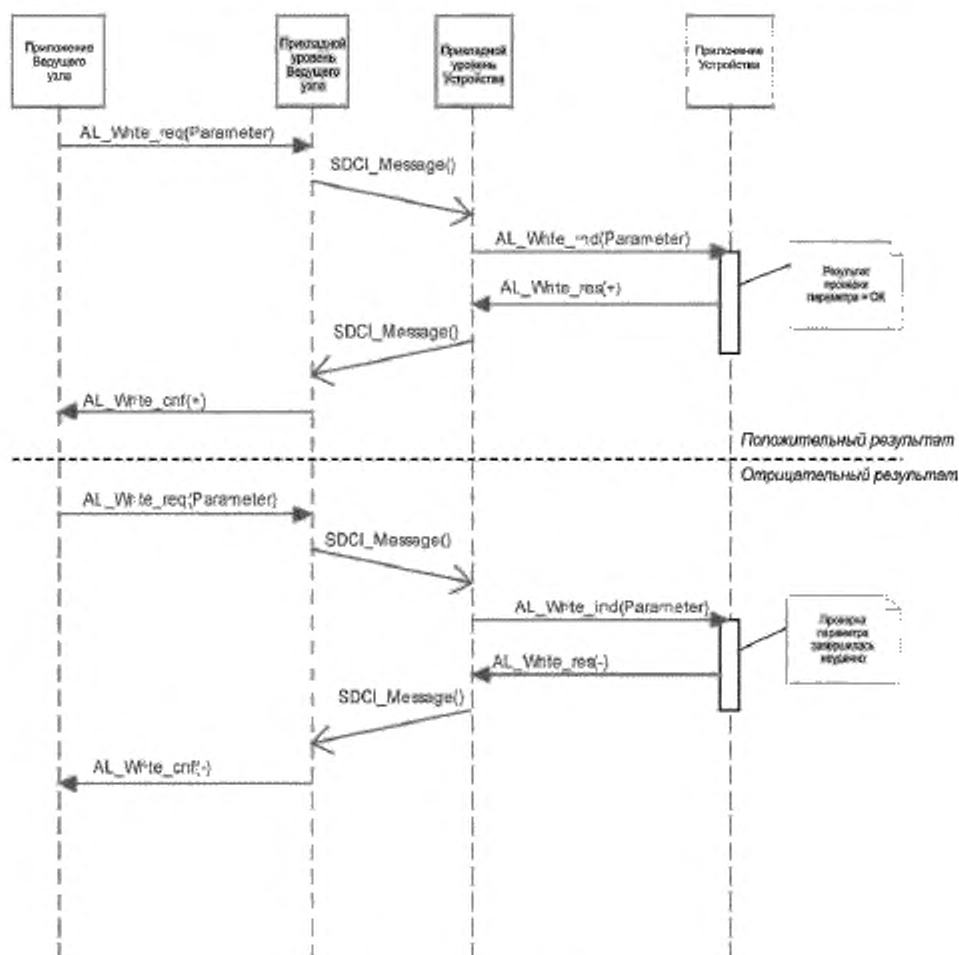 Приложение
Ведущего
узла
Прикладной
уровень
Ведущего
узла
Прикладной
уровень
Устройства
Приложение
Устройства
AL_Write_req(Parameter)
SDCI_Message()
AL_Write_ind(Parameter)
Результат
проверки
параметра = OK
AL_Write_res(+)
SDCI_Message()
AL_Write_cnf(+)
Положительный результат
Отрицательный результат
AL_Write_req(Parameter)
SDCI_Message()
AL_Write_ind(Parameter)
Проверка
параметра
завершилась
неудачно
AL_Write_res(-)
SDCI_Message()
AL_Write_cnf(-)